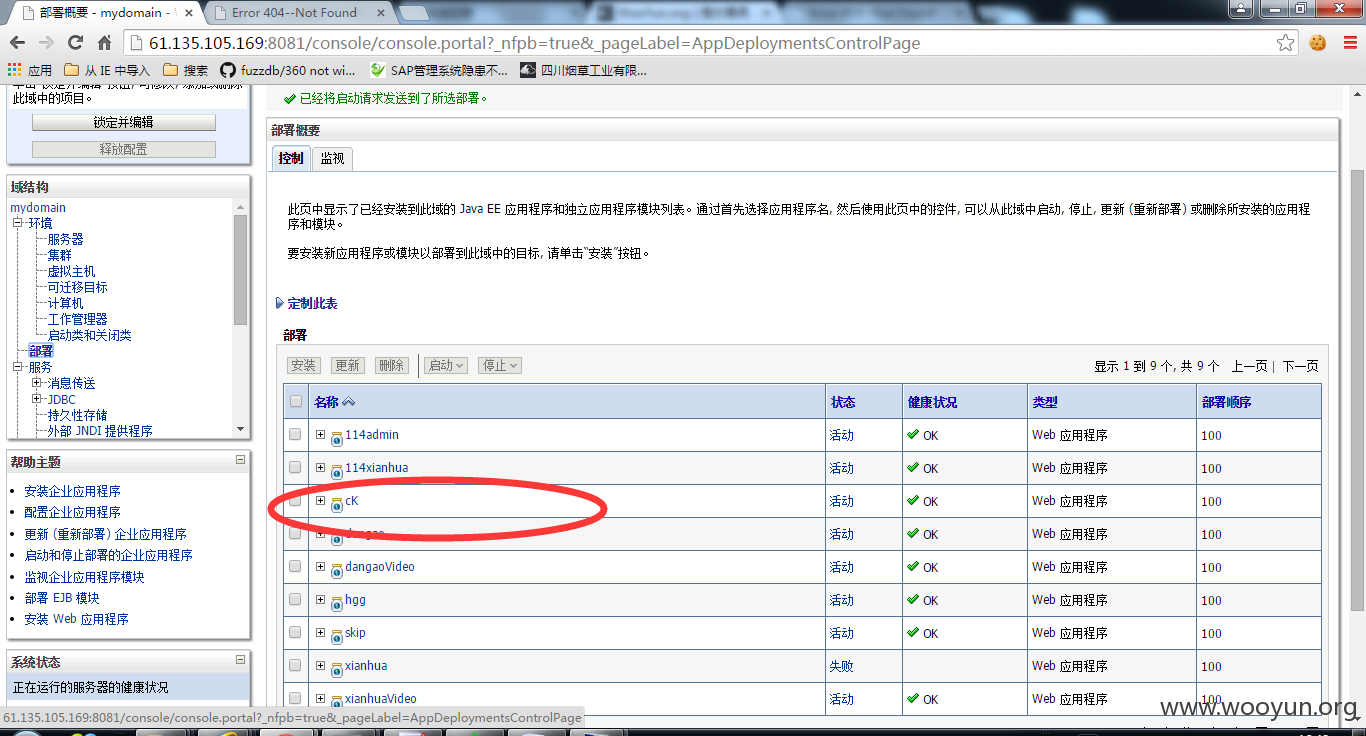 部署概要 - mydomain - 
Error 404--Not Found
61.135.105.169:8081/console/console.portal?_nfpb=true&_pageLabel=AppDeploymentsControlPage
应用 从 IE 中导入 搜索 fuzzdb/360 not wi... SAP管理系统隐患不... 四川烟草工业有限...
此域中的项目。
锁定并编辑
释放配置
域结构
mydomain
环境
服务器
集群
虚拟主机
可迁移目标
计算机
工作管理器
启动类和关闭类
部署
服务
消息传送
JDBC
持久性存储
外部 JNDI 提供程序
帮助主题
安装企业应用程序
配置企业应用程序
更新 (重新部署) 企业应用程序
启动和停止部署的企业应用程序
监视企业应用程序模块
部署 EJB 模块
安装 Web 应用程序
系统状态
正在运行的服务器的健康状况
已经将启动请求发送到了所选部署。
部署概要
控制 监视
此页中显示了已经安装到此域的 Java EE 应用程序和独立应用程序模块列表。通过首先选择应用程序名, 然后使用此页中的控件, 可以从此域中启动, 停止, 更新 (重新部署) 或删除所安装的应用程
序和模块。
要安装新应用程序或模块以部署到此域中的目标, 请单击“安装”按钮。
定制此表
部署
安装 更新 删除 启动 停止 显示 1 到 9 个, 共 9 个 上一页 | 下一页
名称 状态 健康状况 类型 部署顺序
114admin 活动 OK Web 应用程序 100
114xianhua 活动 OK Web 应用程序 100
cK 活动 OK Web 应用程序 100
dangao 活动 OK Web 应用程序 100
dangaoVideo 活动 OK Web 应用程序 100
hgg 活动 OK Web 应用程序 100
skip 活动 OK Web 应用程序 100
xianhua 失败 Web 应用程序 100
xianhuaVideo 活动 OK Web 应用程序 100
61.135.105.169:8081/console/console.portal?_nfpb=true&_pageLabel=AppDeploymentsControlPage
www.wooyun.org